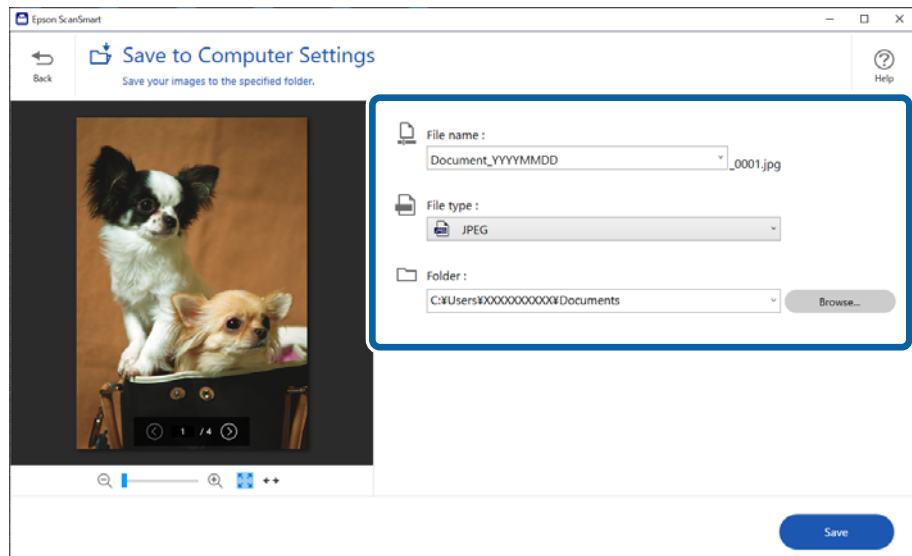 Epson ScanSmart
Back
Save to Computer Settings
Save your images to the specified folder.
Help
File name :
Document_YYYYMMDD
_0001.jpg
File type :
JPEG
Folder :
C:¥Users¥XXXXXXXXXXX¥Documents
Browse...
1 / 4
Save